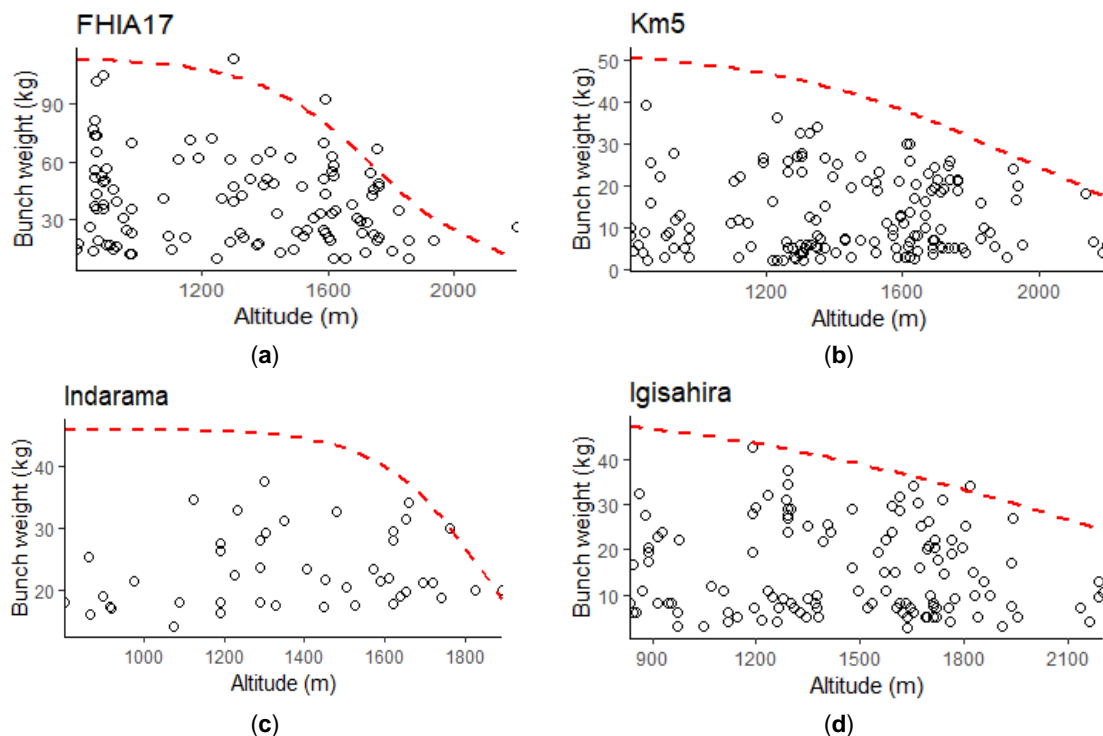 FHIA17
Bunch weight (kg)
90
60
30
1200 1600 2000
Altitude (m)
(a)
Km5
Bunch weight (kg)
50
40
30
20
10
0
1200 1600 2000
Altitude (m)
(b)
Indarama
Bunch weight (kg)
40
30
20
1000 1200 1400 1600 1800
Altitude (m)
(c)
Igisahira
Bunch weight (kg)
40
30
20
10
900 1200 1500 1800 2100
Altitude (m)
(d)